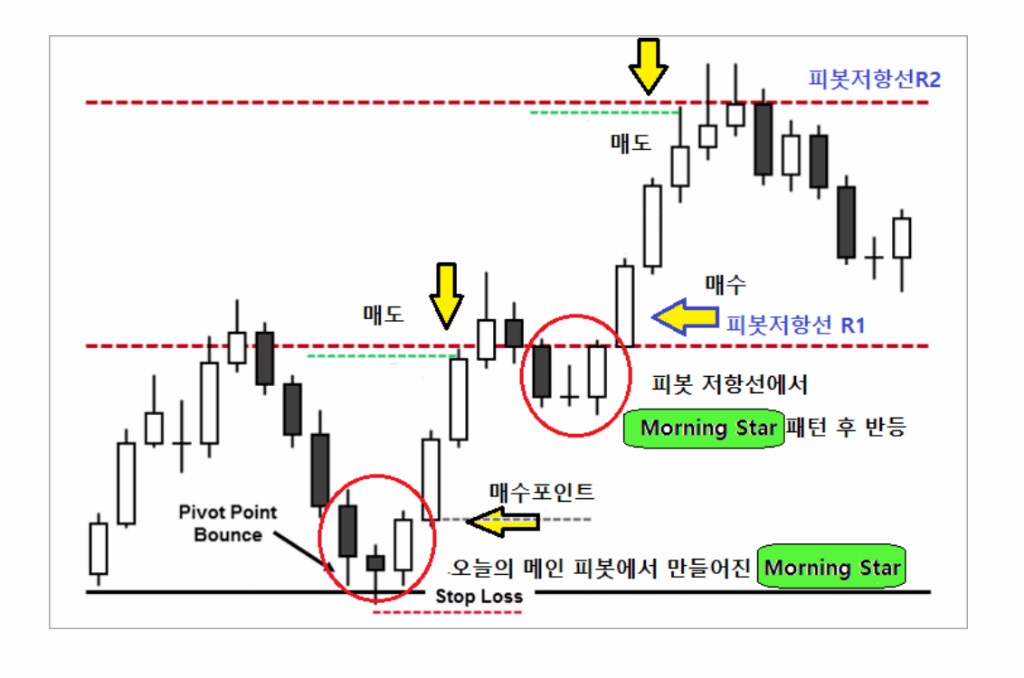 피봇저항선R2
매도
매수
매도
피봇저항선 R1
피봇 저항선에서
Morning Star 패턴 후 반등
매수포인트
Pivot Point
Bounce
.오늘의 메인 피봇에서 만들어진 Morning Star
Stop Loss